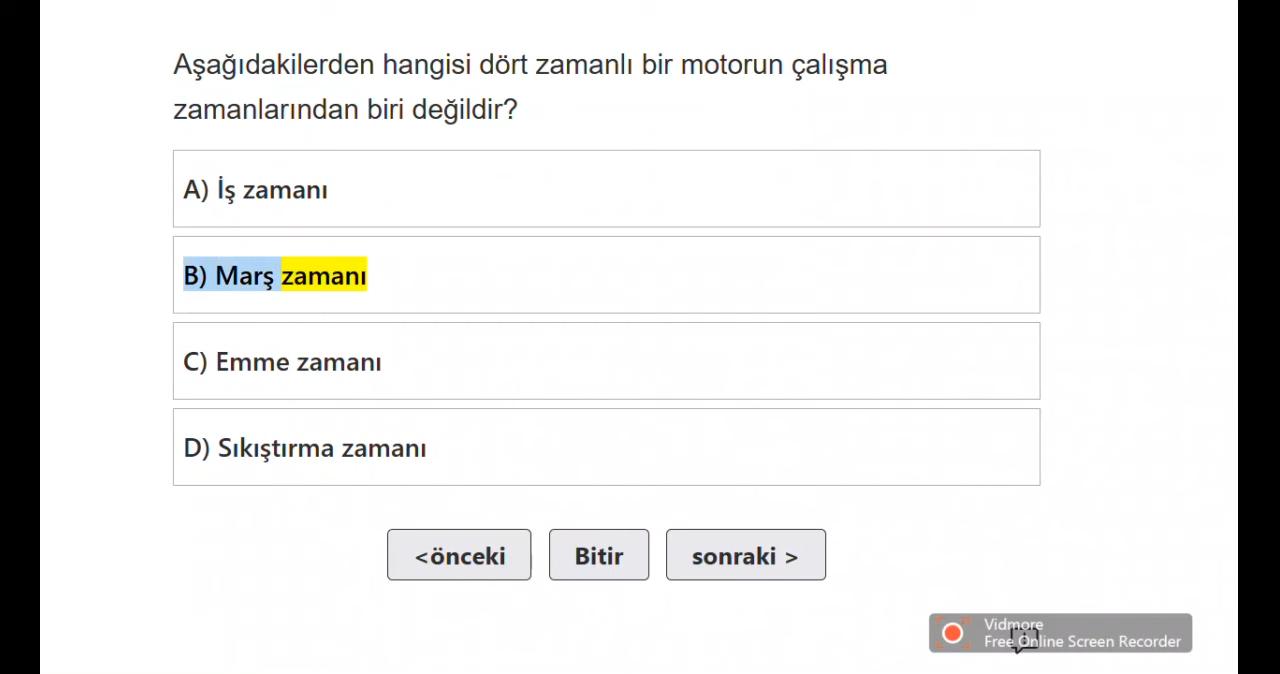 Aşağıdakilerden hangisi dört zamanlı bir motorun çalışma
zamanlarından biri değildir?
A) İş zamanı
B) Marş zamanı
C) Emme zamanı
D) Sıkıştırma zamanı
<önceki
Bitir
sonraki >
Vidmore
Free Online Screen Recorder